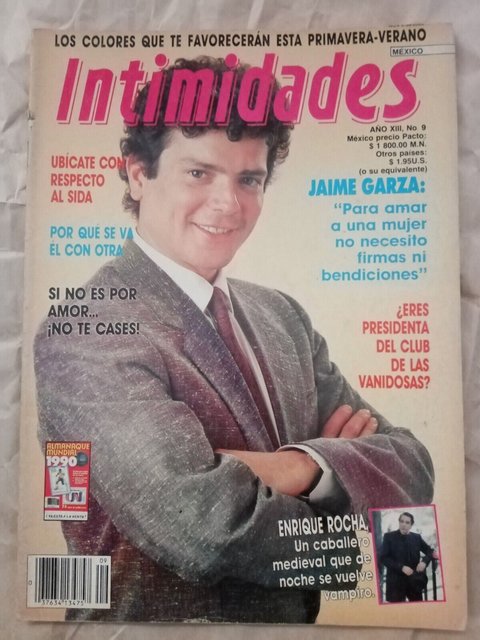 LOS COLORES QUE TE FAVORECERÁN ESTA PRIMAVERA-VERANO
MÉXICO
Intimidades
AÑO XIII, No 9
México precio Pacto:
$ 1 800.00 M.N.
Otros países:
$ 1.95U.S.
(o su equivalente)
UBÍCATE CON
RESPECTO
AL SIDA
JAIME GARZA:
"Para amar
a una mujer
no necesito
firmas ni
bendiciones"
POR QUÉ SE VA
ÉL CON OTRA
SI NO ES POR
AMOR...
¡NO TE CASES!
¿ERES
PRESIDENTA
DEL CLUB
DE LAS
VANIDOSAS?
ALMANAQUE
MUNDIAL
1990
ENRIQUE ROCHA,
Un caballero
medieval que de
noche se vuelve
vampiro.
09
0
37634 13475